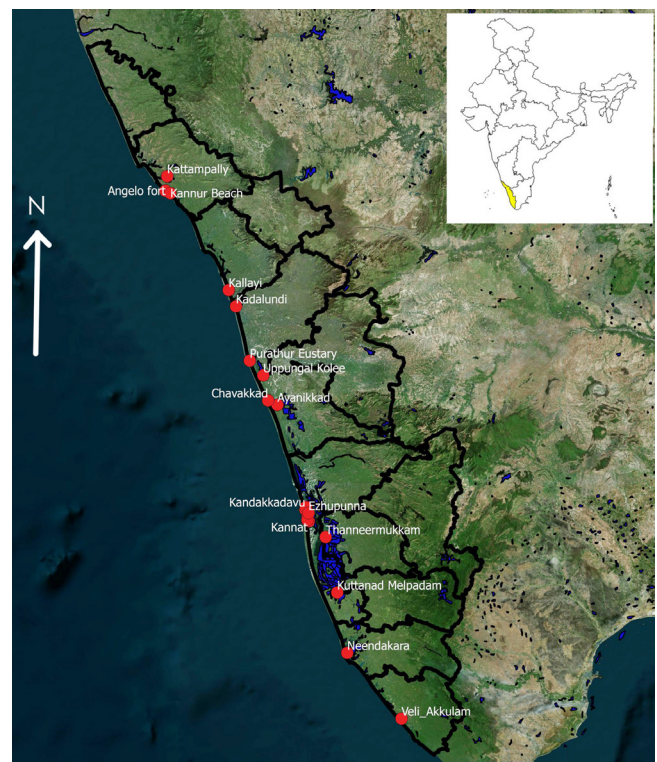 N
Kattampally
Angelo fort
Kannur Beach
Kallayi
Kadalundi
Purathur Eustary
Uppungal Kolee
Chavakkad
Ayanikkad
Kandakkadavu
Ezhupunna
Kannat
Thanneermukkam
Kuttanad Melpadam
Neendakara
Veli_Akkulam